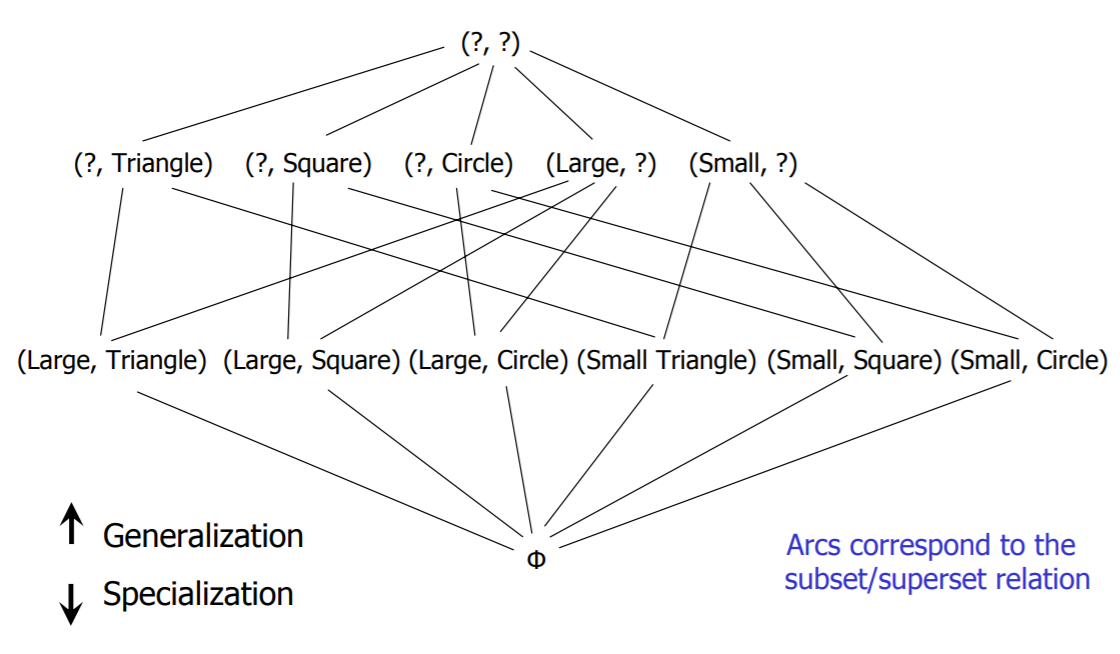 (?, ?)
(?, Triangle) (?, Square) (?, Circle) (Large, ?) (Small, ?)
(Large, Triangle) (Large, Square) (Large, Circle) (Small Triangle) (Small, Square) (Small, Circle)
Φ
Generalization
Specialization
Arcs correspond to the
subset/superset relation